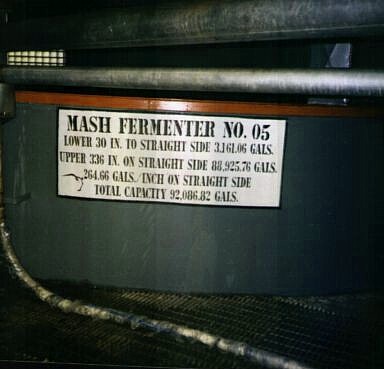 MASH FERMENTER NO. 05
LOWER 30 IN. TO STRAIGHT SIDE 3,161.06 GALS.
UPPER 336 IN. ON STRAIGHT SIDE 88,925.76 GALS.
264.66 GALS./INCH ON STRAIGHT SIDE
TOTAL CAPACITY 92,086.82 GALS.